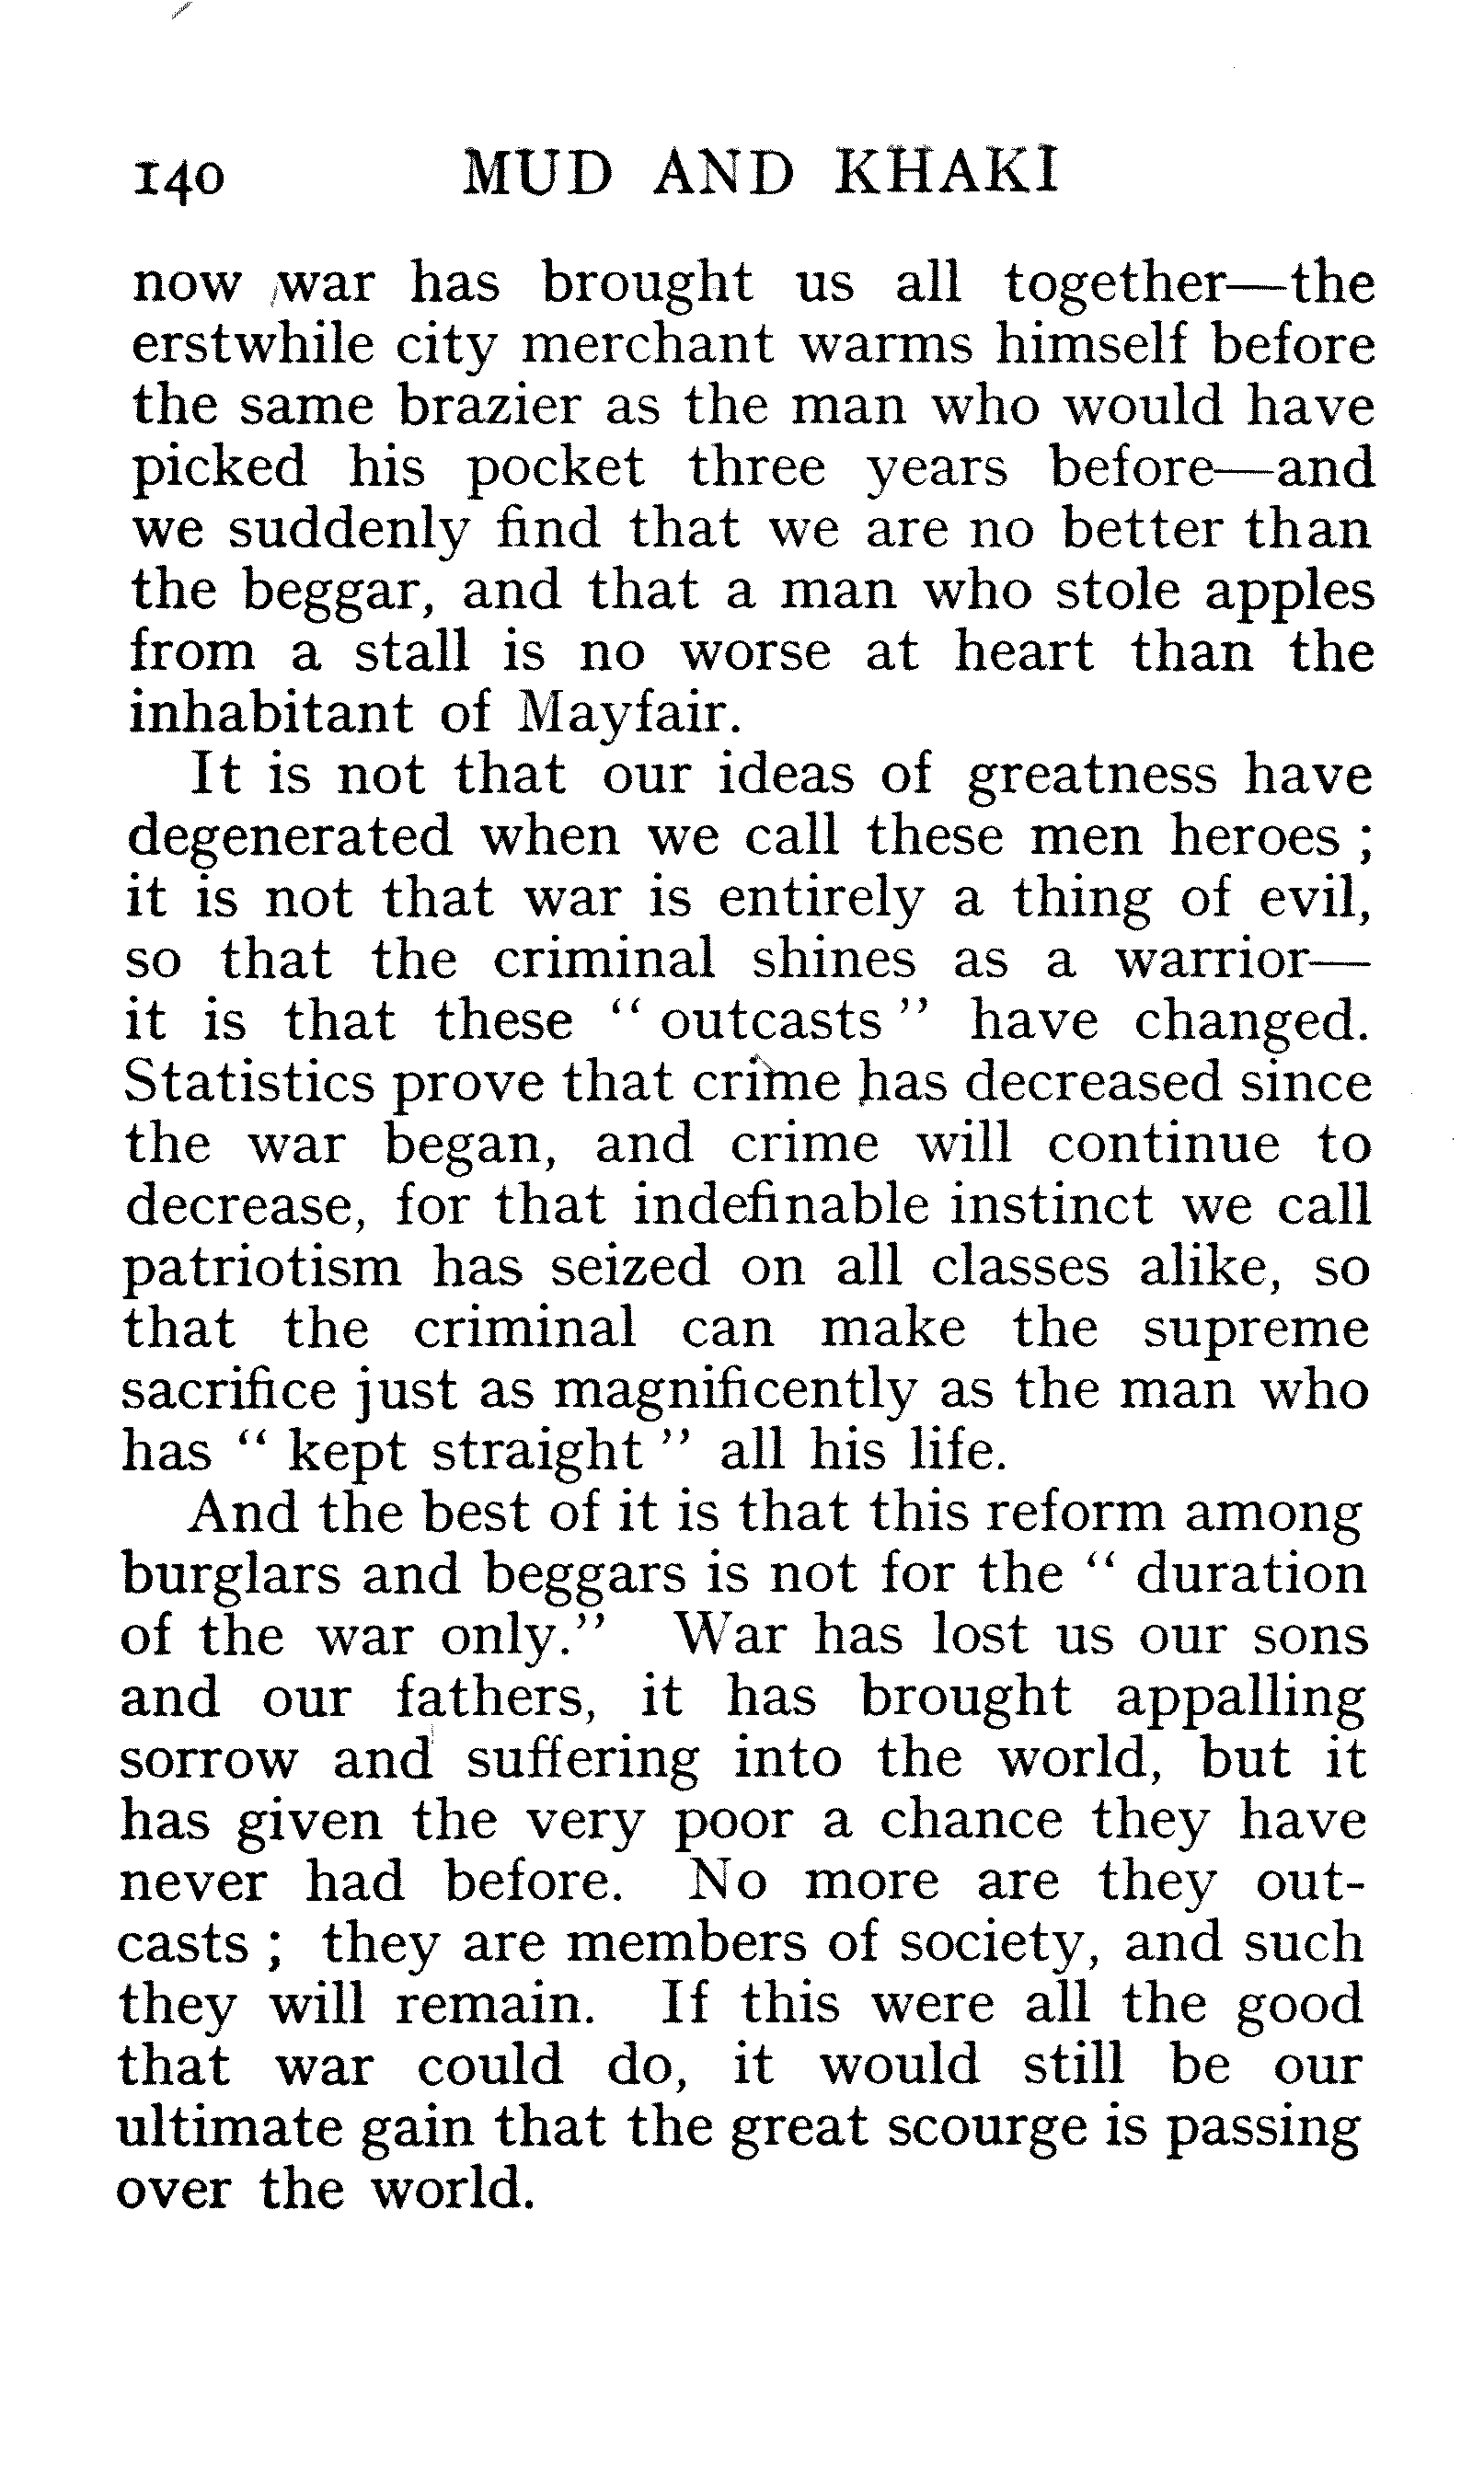 140 MUD AND KHAKI
now war has brought us all together—the
erstwhile city merchant warms himself before
the same brazier as the man who would have
picked his pocket three years before—and
we suddenly find that we are no better than
the beggar, and that a man who stole apples
from a stall is no worse at heart than the
inhabitant of Mayfair.
It is not that our ideas of greatness have
degenerated when we call these men heroes ;
it is not that war is entirely a thing of evil,
so that the criminal shines as a warrior—
it is that these “ outcasts ” have changed.
Statistics prove that crime has decreased since
the war began, and crime will continue to
decrease, for that indefinable instinct we call
patriotism has seized on all classes alike, so
that the criminal can make the supreme
sacrifice just as magnificently as the man who
has “ kept straight ” all his life.
And the best of it is that this reform among
burglars and beggars is not for the “ duration
of the war only.” War has lost us our sons
and our fathers, it has brought appalling
sorrow and suffering into the world, but it
has given the very poor a chance they have
never had before. No more are they out-
casts ; they are members of society, and such
they will remain. If this were all the good
that war could do, it would still be our
ultimate gain that the great scourge is passing
over the world.